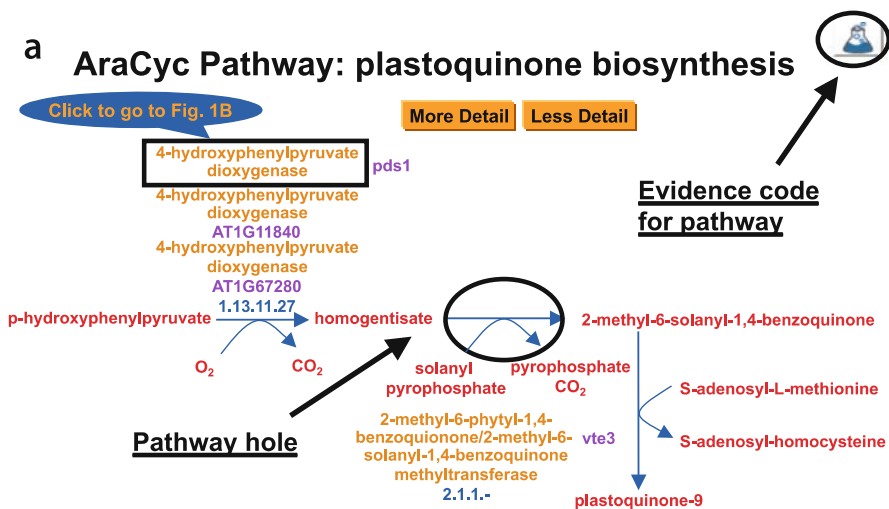 a
AraCyc Pathway: plastoquinone biosynthesis
Click to go to Fig. 1B
More Detail
Less Detail
4-hydroxyphenylpyruvate
dioxygenase
pds1
4-hydroxyphenylpyruvate
dioxygenase
AT1G11840
4-hydroxyphenylpyruvate
dioxygenase
AT1G67280
1.13.11.27
Evidence code
for pathway
p-hydroxyphenylpyruvate
homogentisate
2-methyl-6-solanyl-1,4-benzoquinone
O₂
CO₂
solanyl
pyrophosphate
pyrophosphate
CO₂
S-adenosyl-L-methionine
S-adenosyl-homocysteine
Pathway hole
2-methyl-6-phytyl-1,4-
benzoquionone/2-methyl-6-
solanyl-1,4-benzoquinone
methyltransferase
2.1.1.-
vte3
plastoquinone-9